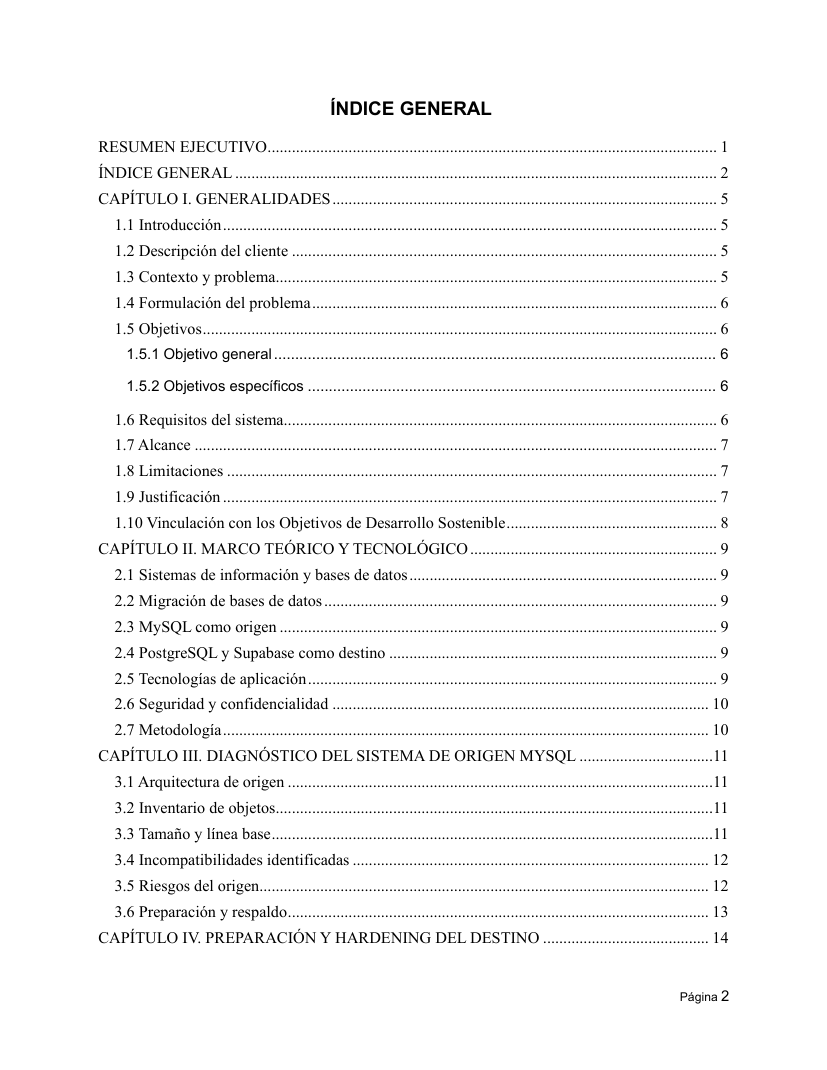 ÍNDICE GENERAL
RESUMEN EJECUTIVO................................................................................................................ 1
ÍNDICE GENERAL ........................................................................................................................ 2
CAPÍTULO I. GENERALIDADES ................................................................................................ 5
1.1 Introducción ........................................................................................................................... 5
1.2 Descripción del cliente .......................................................................................................... 5
1.3 Contexto y problema.............................................................................................................. 5
1.4 Formulación del problema ..................................................................................................... 6
1.5 Objetivos ................................................................................................................................ 6
1.5.1 Objetivo general .......................................................................................................... 6
1.5.2 Objetivos específicos .................................................................................................. 6
1.6 Requisitos del sistema............................................................................................................ 6
1.7 Alcance .................................................................................................................................. 7
1.8 Limitaciones .......................................................................................................................... 7
1.9 Justificación ........................................................................................................................... 7
1.10 Vinculación con los Objetivos de Desarrollo Sostenible .................................................... 8
CAPÍTULO II. MARCO TEÓRICO Y TECNOLÓGICO ............................................................. 9
2.1 Sistemas de información y bases de datos ............................................................................ 9
2.2 Migración de bases de datos .................................................................................................. 9
2.3 MySQL como origen ............................................................................................................. 9
2.4 PostgreSQL y Supabase como destino .................................................................................. 9
2.5 Tecnologías de aplicación ...................................................................................................... 9
2.6 Seguridad y confidencialidad .............................................................................................. 10
2.7 Metodología ......................................................................................................................... 10
CAPÍTULO III. DIAGNÓSTICO DEL SISTEMA DE ORIGEN MYSQL .................................11
3.1 Arquitectura de origen ..........................................................................................................11
3.2 Inventario de objetos.............................................................................................................11
3.3 Tamaño y línea base ..............................................................................................................11
3.4 Incompatibilidades identificadas ......................................................................................... 12
3.5 Riesgos del origen................................................................................................................ 12
3.6 Preparación y respaldo......................................................................................................... 13
CAPÍTULO IV. PREPARACIÓN Y HARDENING DEL DESTINO ......................................... 14
Página 2